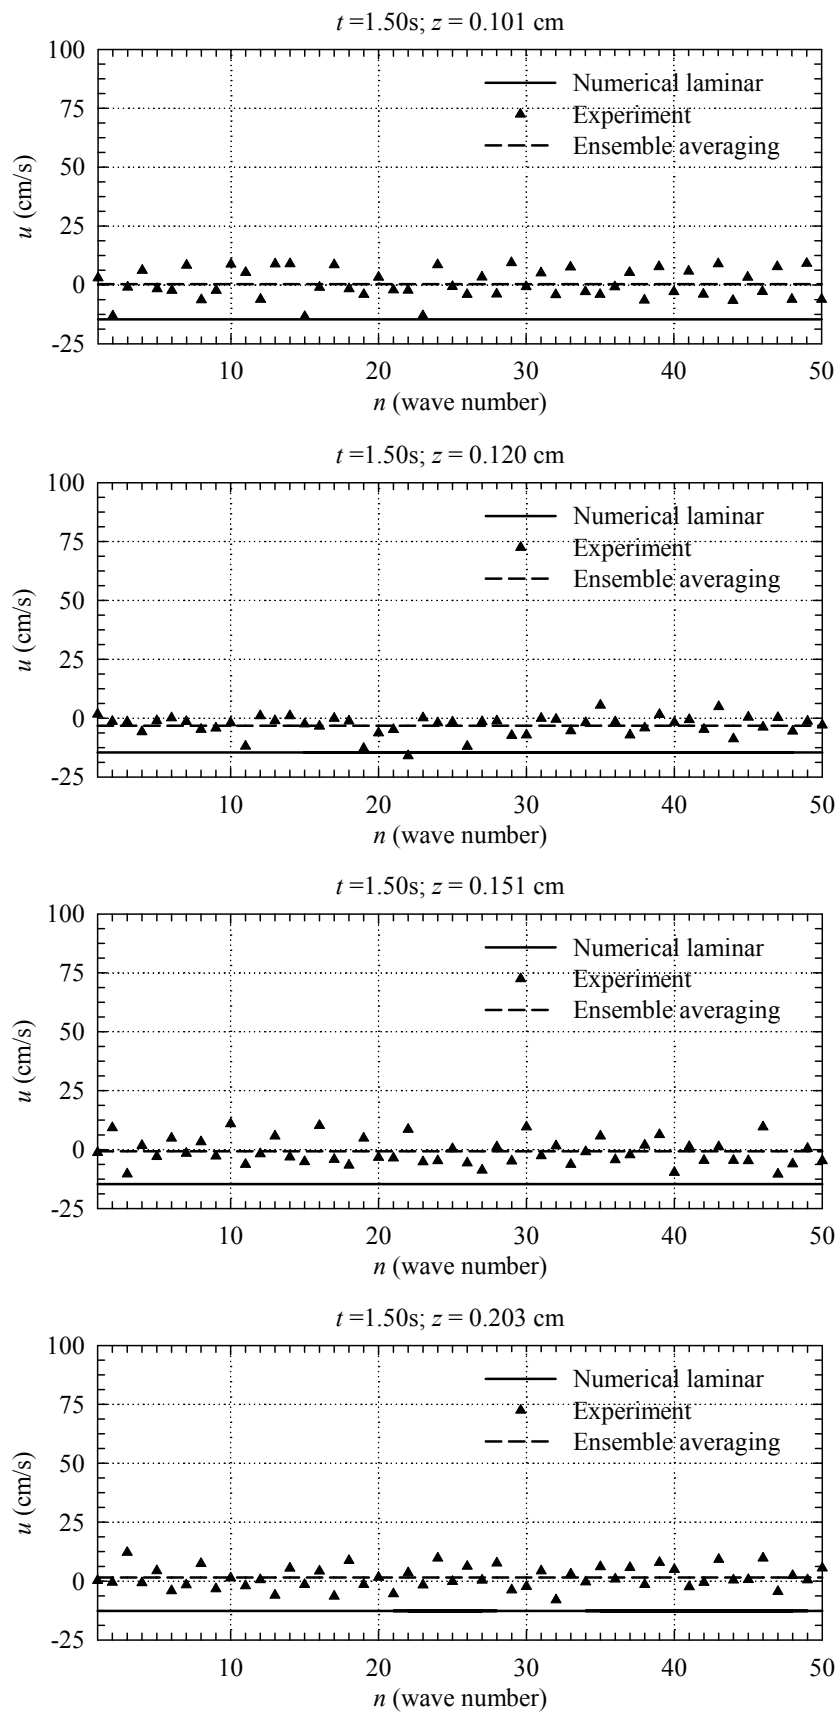 t =1.50s; z = 0.101 cm
100
75
50
25
0
-25
u (cm/s)
Numerical laminar
Experiment
Ensemble averaging
10 20 30 40 50
n (wave number)
t =1.50s; z = 0.120 cm
100
75
50
25
0
-25
u (cm/s)
Numerical laminar
Experiment
Ensemble averaging
10 20 30 40 50
n (wave number)
t =1.50s; z = 0.151 cm
100
75
50
25
0
-25
u (cm/s)
Numerical laminar
Experiment
Ensemble averaging
10 20 30 40 50
n (wave number)
t =1.50s; z = 0.203 cm
100
75
50
25
0
-25
u (cm/s)
Numerical laminar
Experiment
Ensemble averaging
10 20 30 40 50
n (wave number)